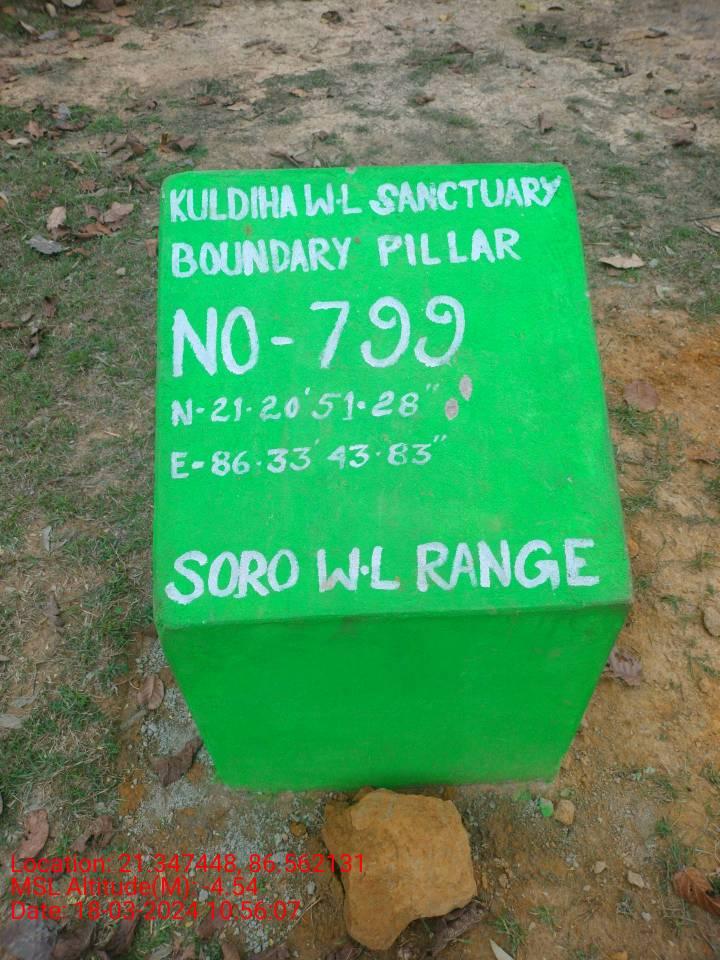 KULDIHA W·L SANCTUARY
BOUNDARY PILLAR
NO-799
N-21·20'51·28"
E-86·33'43·83"
SORO W·L RANGE
Location: 21.347448, 86.562131
MSL Altitude(M): -4.54
Date: 18-03-2024 10:56:07